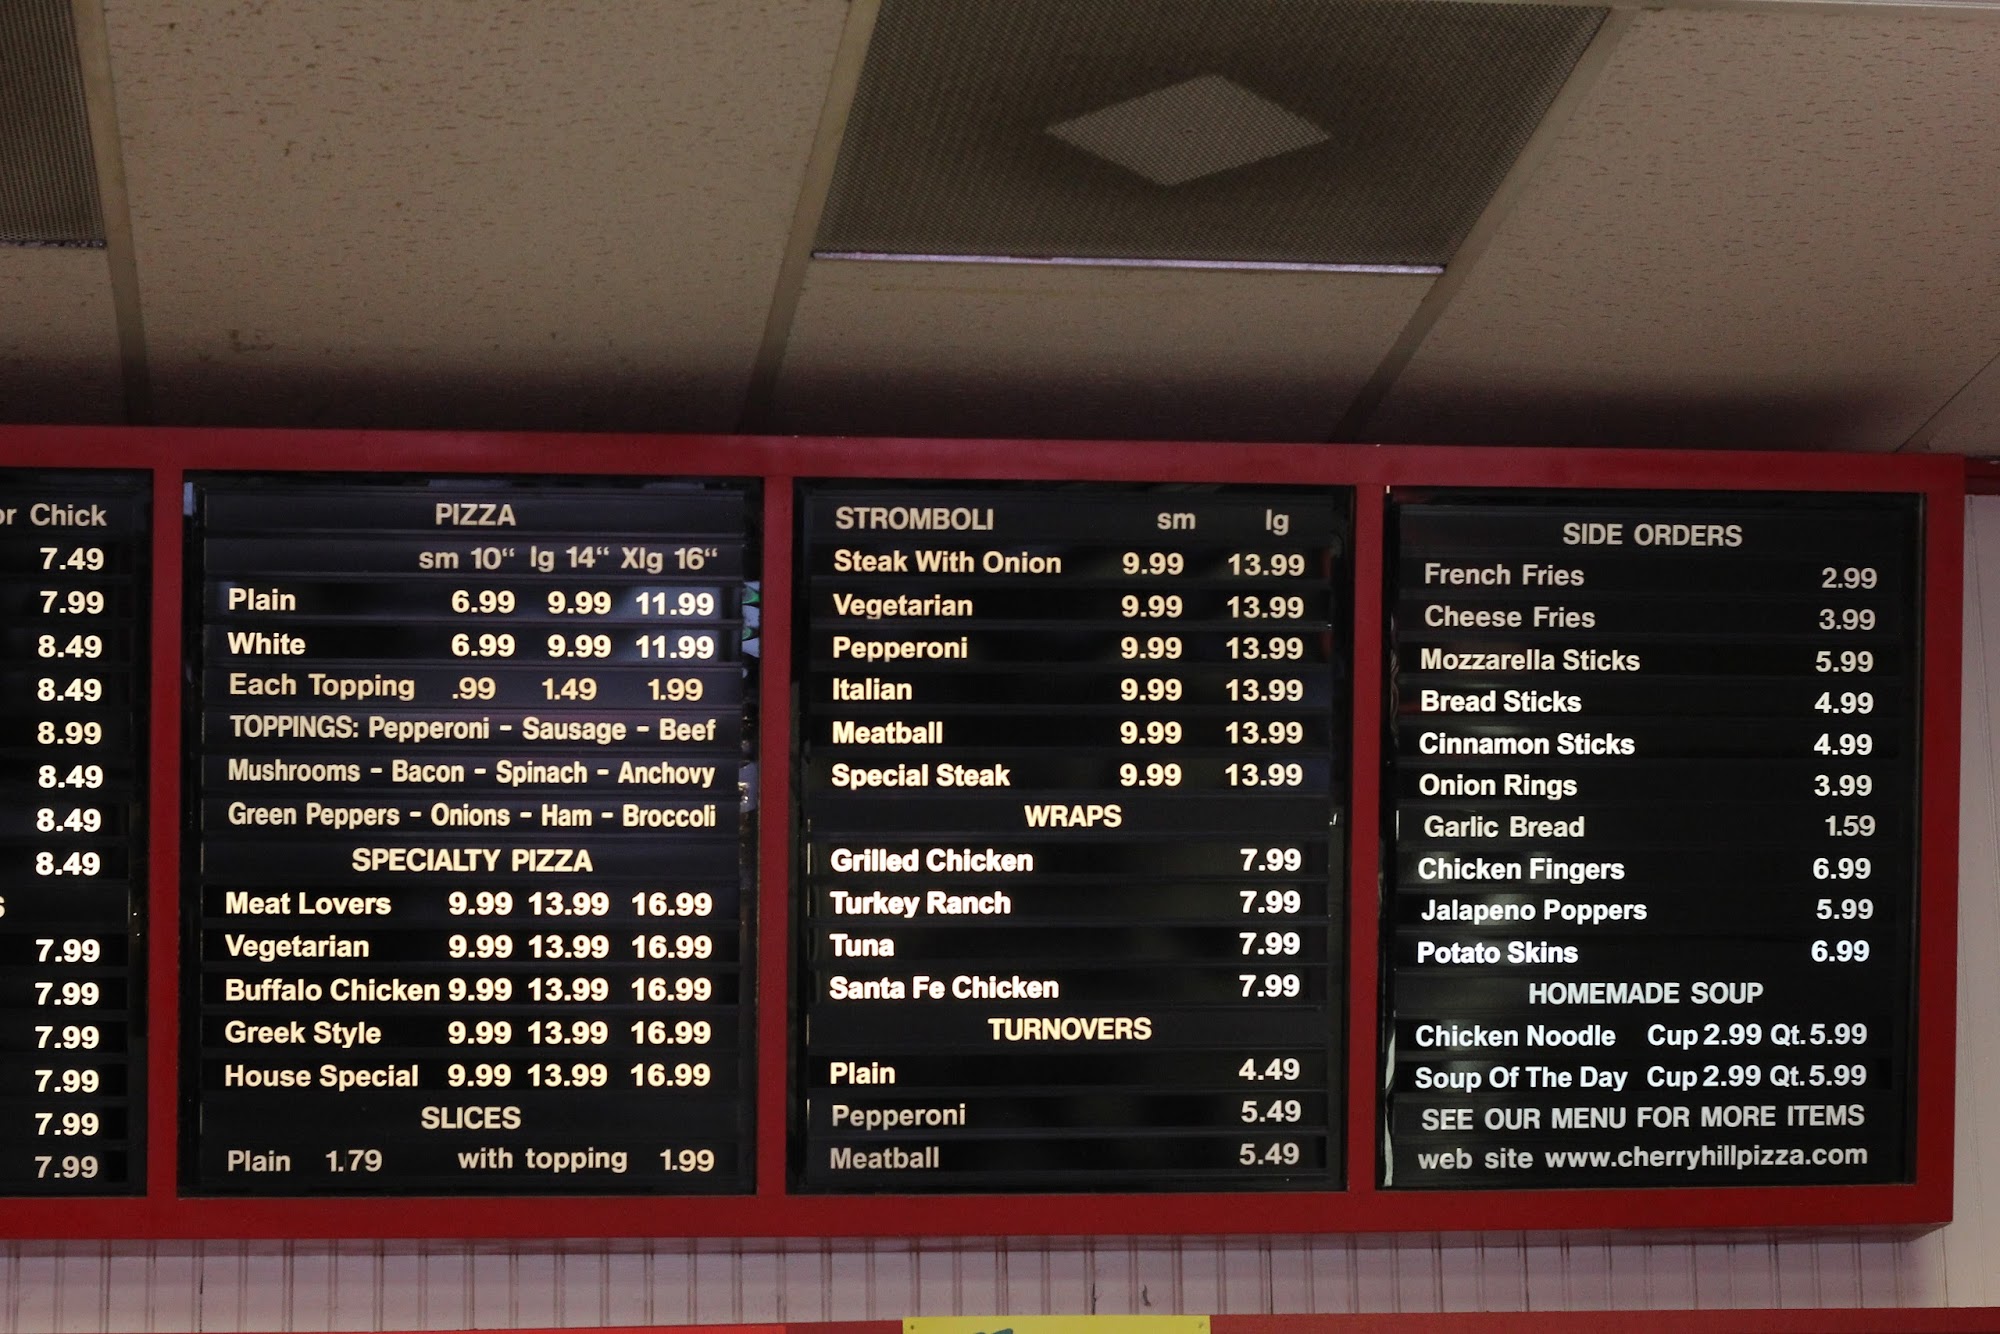 or Chick
7.49
7.99
8.49
8.49
8.99
8.49
8.49
8.49
S
7.99
7.99
7.99
7.99
7.99
7.99
PIZZA
sm 10“ lg 14“ Xlg 16“
Plain 6.99 9.99 11.99
White 6.99 9.99 11.99
Each Topping .99 1.49 1.99
TOPPINGS: Pepperoni - Sausage - Beef
Mushrooms - Bacon - Spinach - Anchovy
Green Peppers - Onions - Ham - Broccoli
SPECIALTY PIZZA
Meat Lovers 9.99 13.99 16.99
Vegetarian 9.99 13.99 16.99
Buffalo Chicken 9.99 13.99 16.99
Greek Style 9.99 13.99 16.99
House Special 9.99 13.99 16.99
SLICES
Plain 1.79 with topping 1.99
STROMBOLI sm lg
Steak With Onion 9.99 13.99
Vegetarian 9.99 13.99
Pepperoni 9.99 13.99
Italian 9.99 13.99
Meatball 9.99 13.99
Special Steak 9.99 13.99
WRAPS
Grilled Chicken 7.99
Turkey Ranch 7.99
Tuna 7.99
Santa Fe Chicken 7.99
TURNOVERS
Plain 4.49
Pepperoni 5.49
Meatball 5.49
SIDE ORDERS
French Fries 2.99
Cheese Fries 3.99
Mozzarella Sticks 5.99
Bread Sticks 4.99
Cinnamon Sticks 4.99
Onion Rings 3.99
Garlic Bread 1.59
Chicken Fingers 6.99
Jalapeno Poppers 5.99
Potato Skins 6.99
HOMEMADE SOUP
Chicken Noodle Cup 2.99 Qt. 5.99
Soup Of The Day Cup 2.99 Qt. 5.99
SEE OUR MENU FOR MORE ITEMS
web site www.cherryhillpizza.com